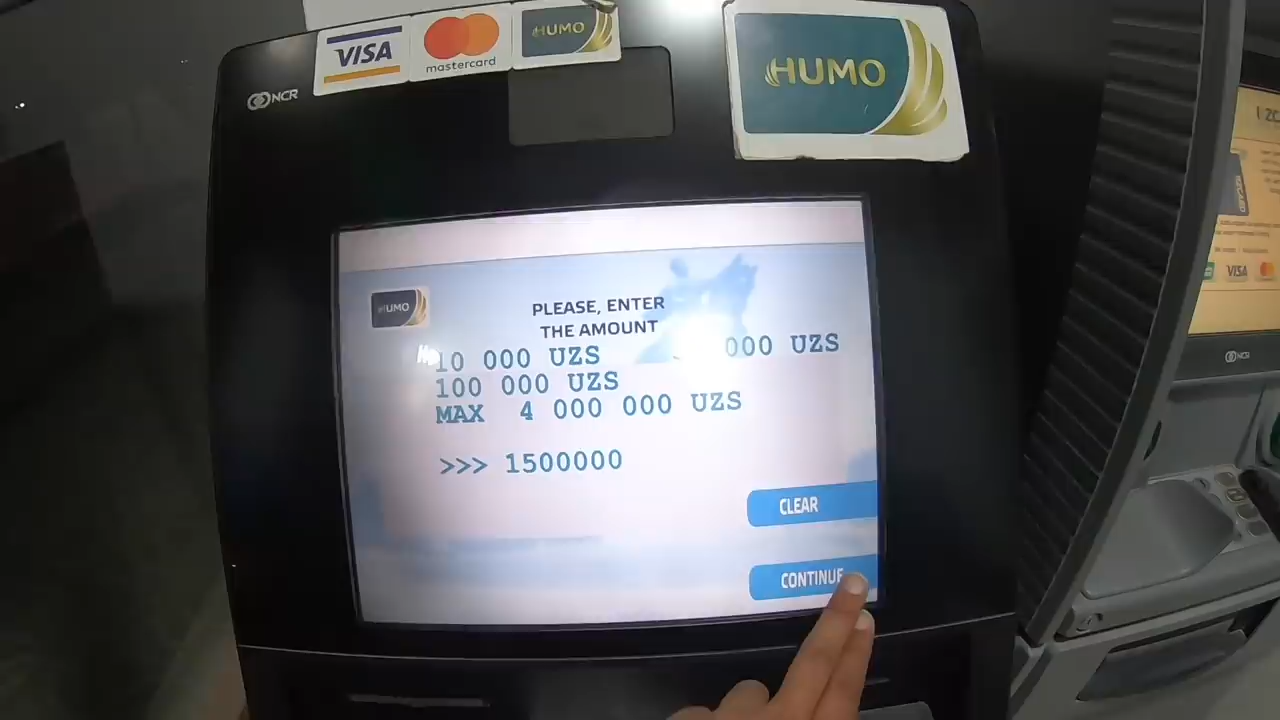 VISA
mastercard
HUMO
HUMO
NCR
HUMO
PLEASE, ENTER
THE AMOUNT
10 000 UZS 000 UZS
100 000 UZS
MAX 4 000 000 UZS
>>> 1500000
CLEAR
CONTINUE
VISA
NCR